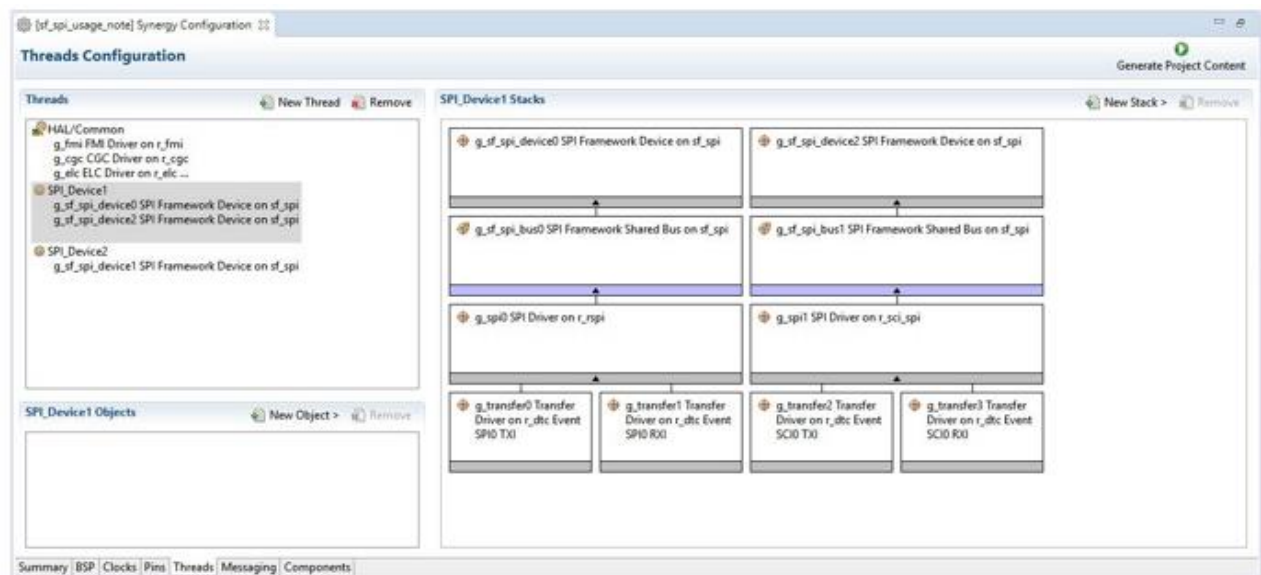 [sf_spi_usage_note] Synergy Configuration
Threads Configuration
Generate Project Content
Threads
New Thread
Remove
HAL/Common
g_fmi FMI Driver on r_fmi
g_cgc CGC Driver on r_cgc
g_elc ELC Driver on r_elc ...
SPI_Device1
g_sf_spi_device0 SPI Framework Device on sf_spi
g_sf_spi_device2 SPI Framework Device on sf_spi
SPI_Device2
g_sf_spi_device1 SPI Framework Device on sf_spi
SPI_Device1 Objects
New Object >
Remove
SPI_Device1 Stacks
New Stack >
Remove
g_sf_spi_device0 SPI Framework Device on sf_spi
g_sf_spi_device2 SPI Framework Device on sf_spi
g_sf_spi_bus0 SPI Framework Shared Bus on sf_spi
g_sf_spi_bus1 SPI Framework Shared Bus on sf_spi
g_spi0 SPI Driver on r_rspi
g_spi1 SPI Driver on r_sci_spi
g_transfer0 Transfer
Driver on r_dtc Event
SPI0 TXI
g_transfer1 Transfer
Driver on r_dtc Event
SPI0 RXI
g_transfer2 Transfer
Driver on r_dtc Event
SCI0 TXI
g_transfer3 Transfer
Driver on r_dtc Event
SCI0 RXI
Summary BSP Clocks Pins Threads Messaging Components